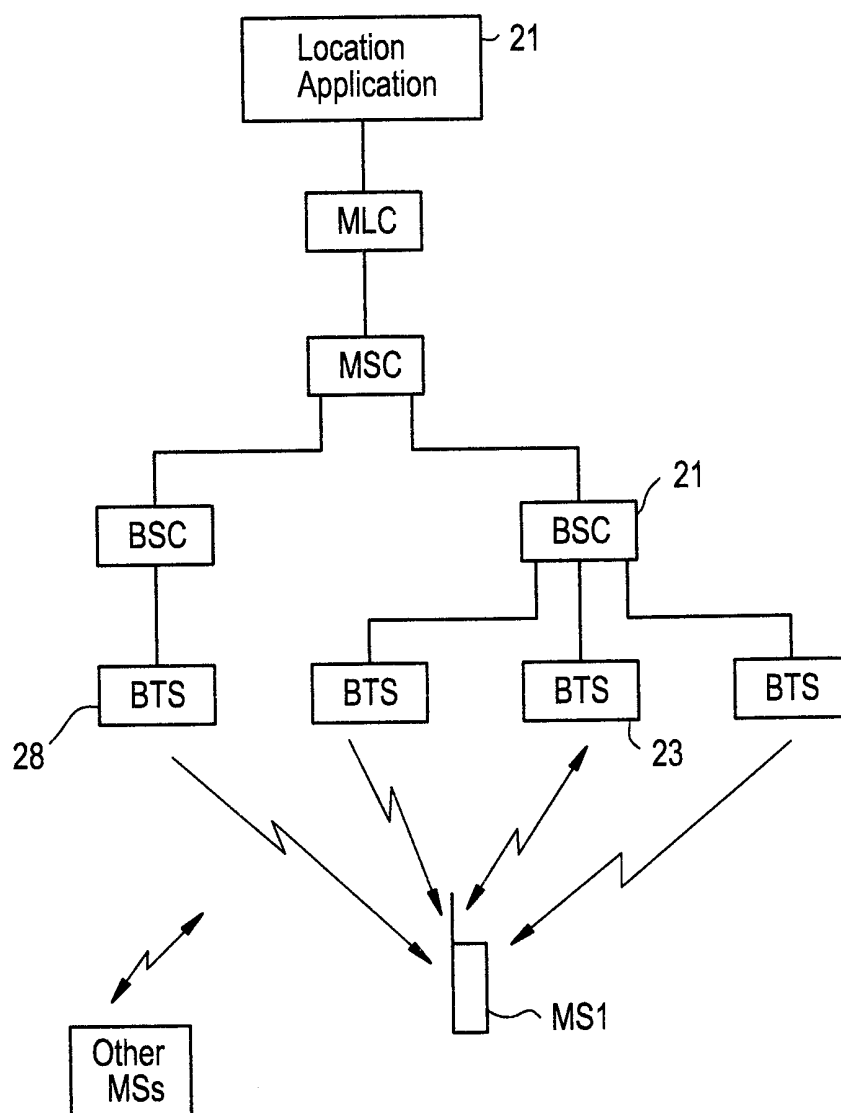 Location
Application
21
MLC
MSC
BSC
BSC
21
BTS
BTS
BTS
BTS
28
23
MS1
Other
MSs